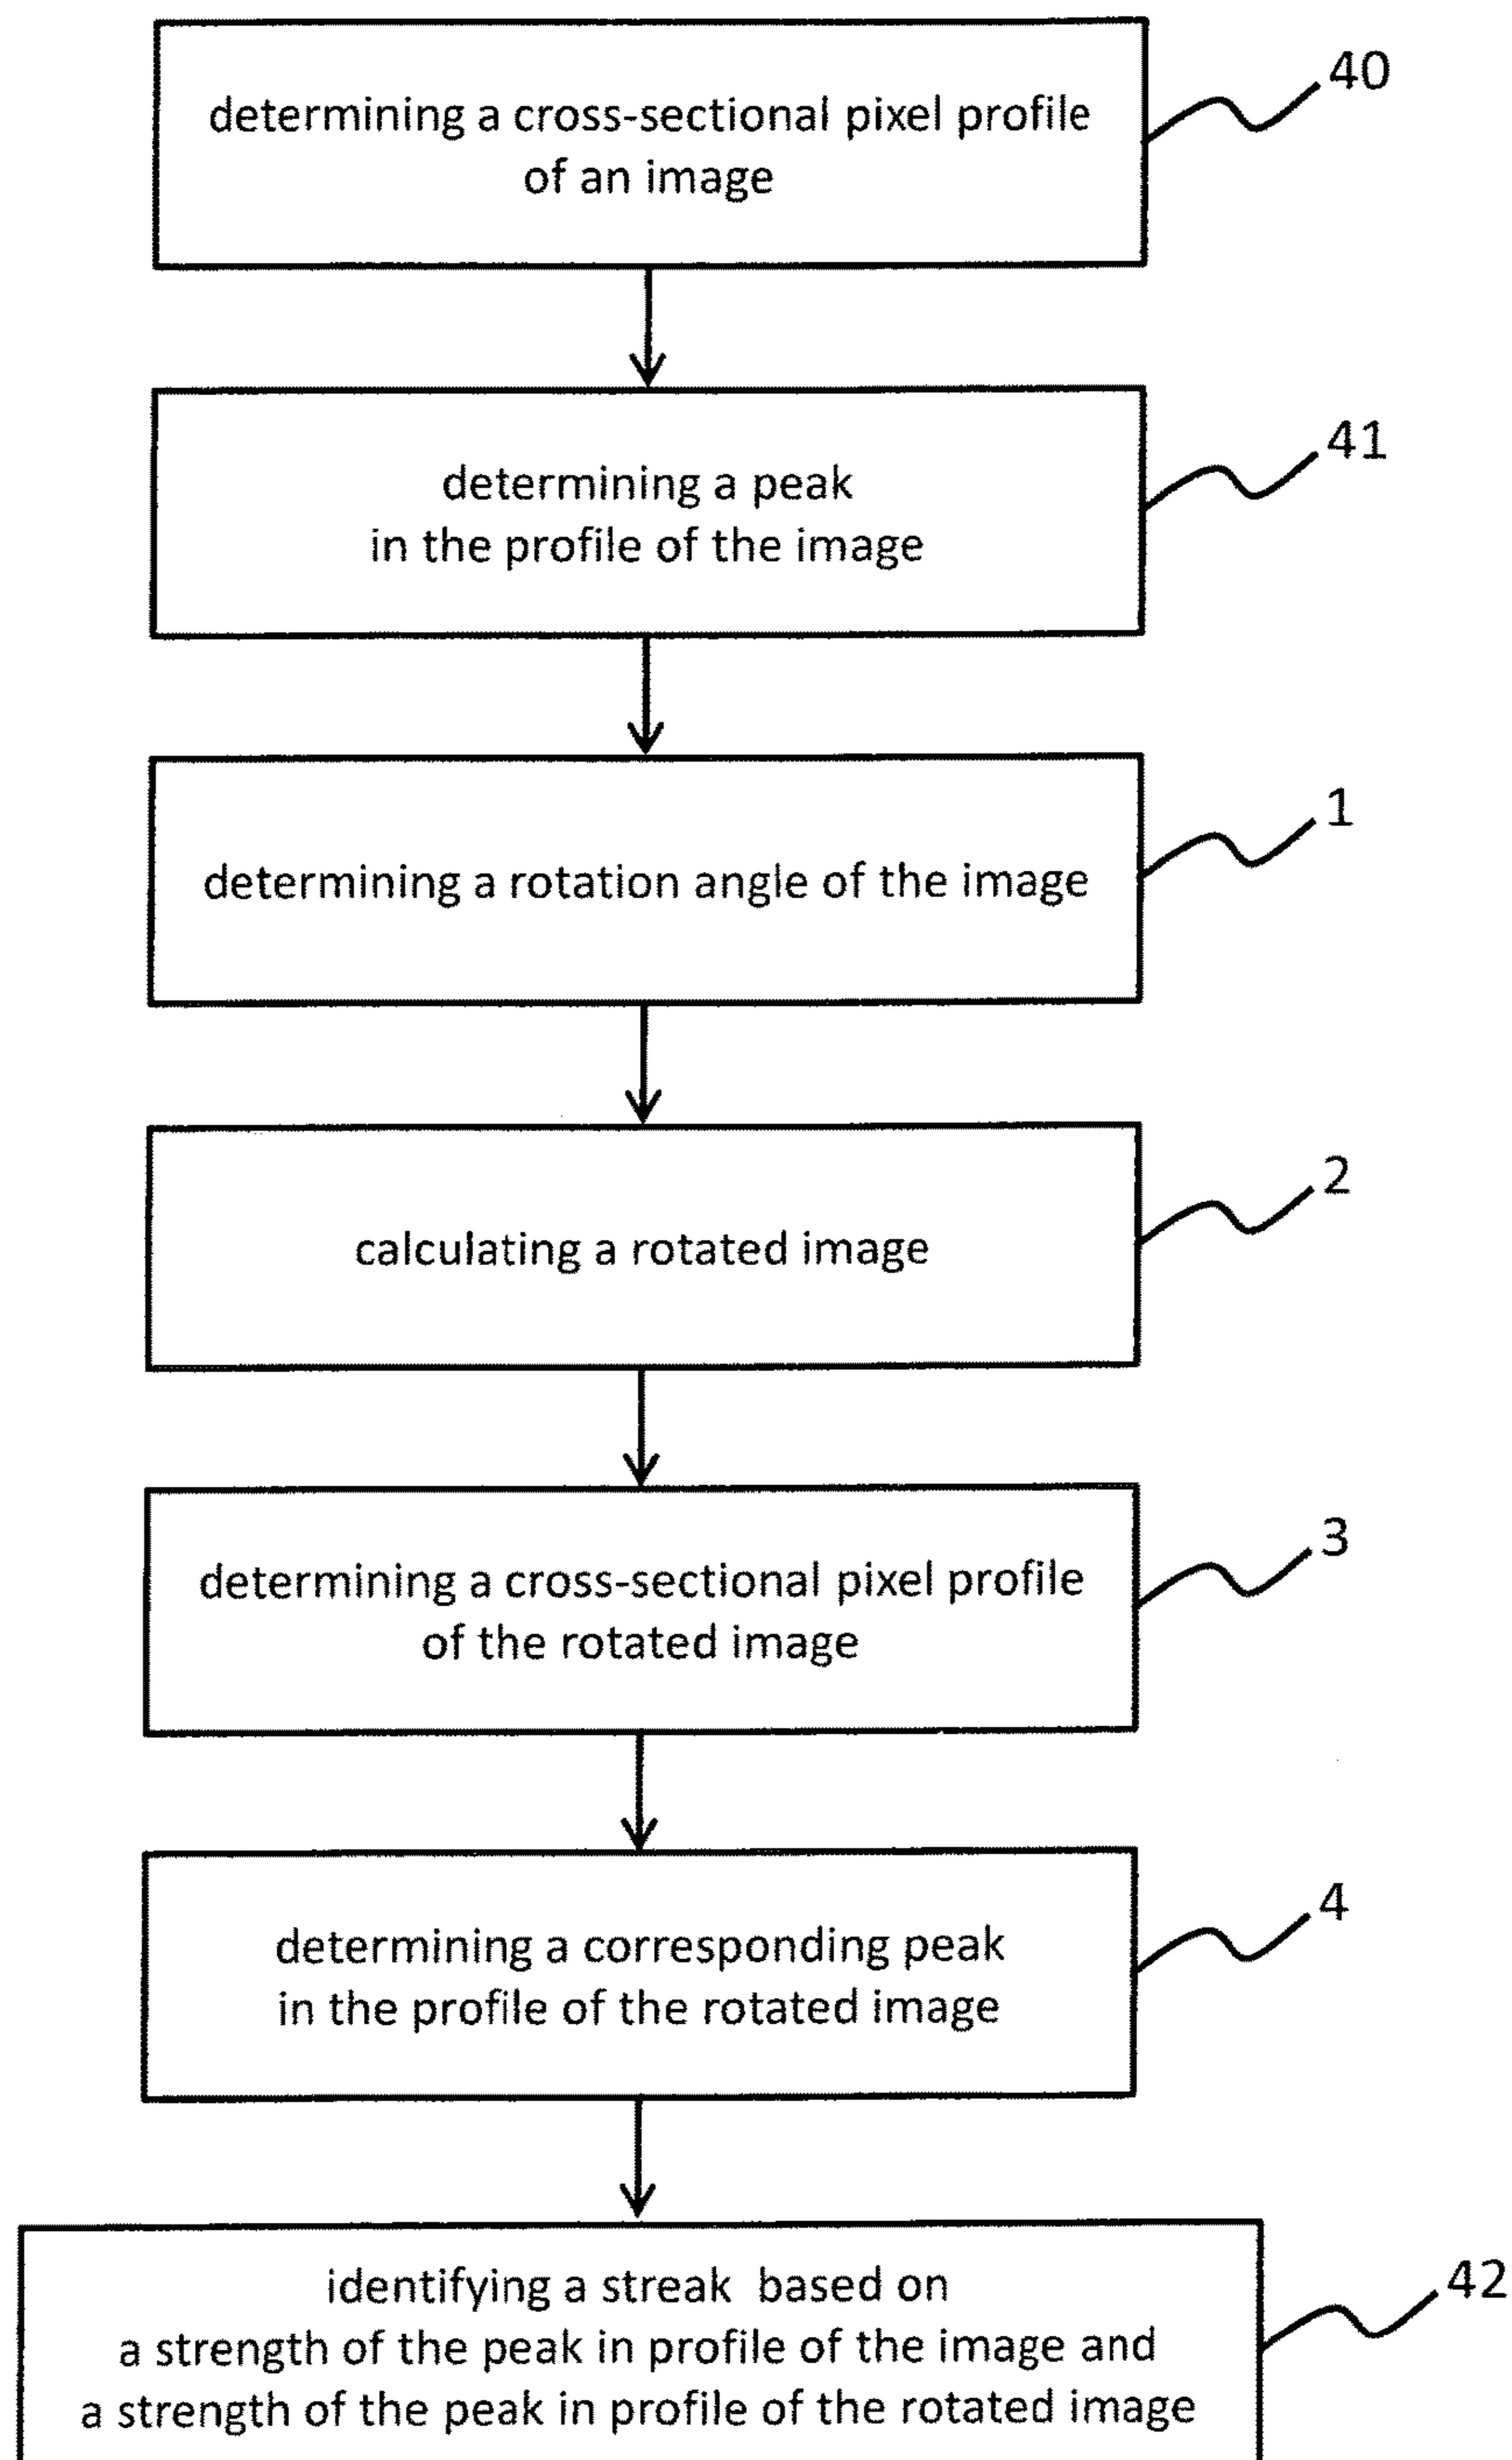 determining a cross-sectional pixel profile
of an image
40
determining a peak
in the profile of the image
41
determining a rotation angle of the image
1
calculating a rotated image
2
determining a cross-sectional pixel profile
of the rotated image
3
determining a corresponding peak
in the profile of the rotated image
4
identifying a streak based on
a strength of the peak in profile of the image and
a strength of the peak in profile of the rotated image
42